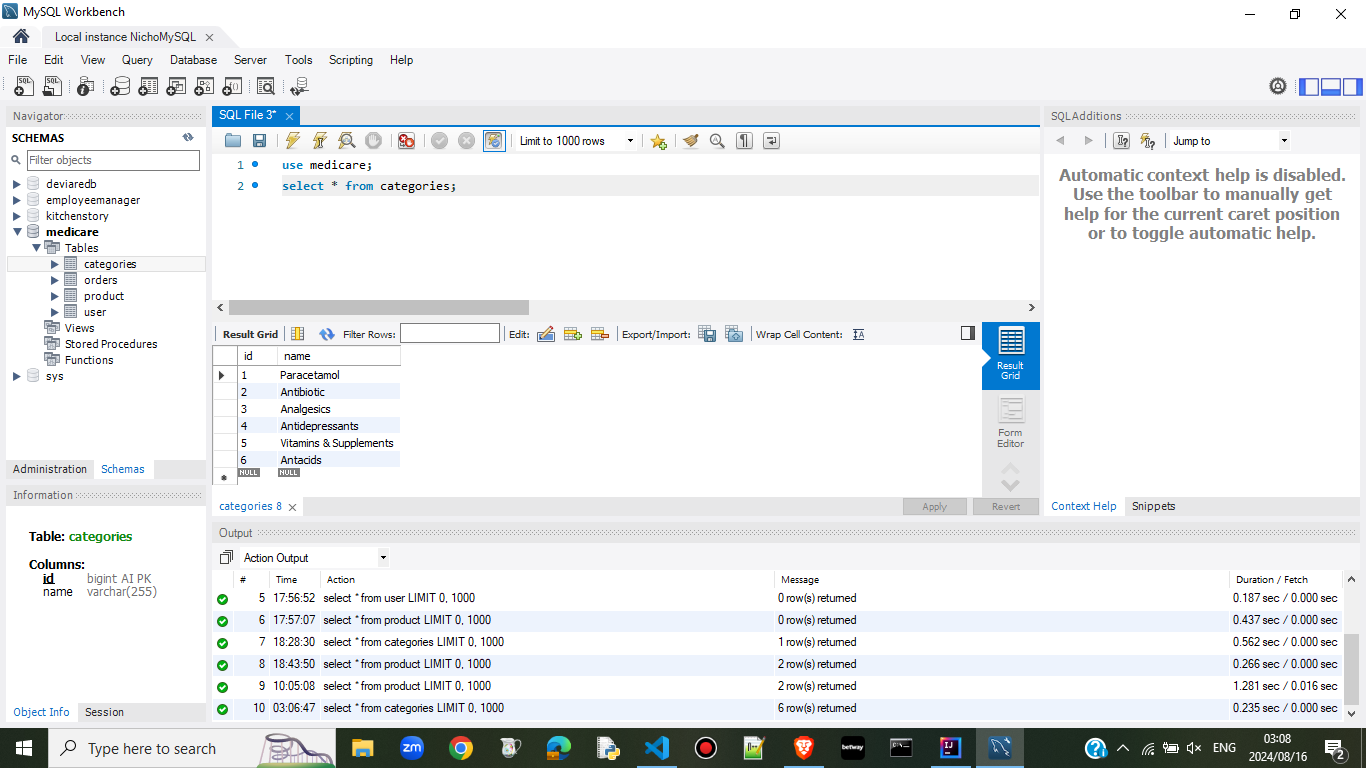 MySQL Workbench
Local instance NichoMySQL
File Edit View Query Database Server Tools Scripting Help
Navigator
SCHEMAS
Filter objects
deviaredb
employeemanager
kitchenstory
medicare
Tables
categories
orders
product
user
Views
Stored Procedures
Functions
sys
Administration Schemas
Information
Table: categories
Columns:
id bigint AI PK
name varchar(255)
Object Info Session
SQL File 3*
Limit to 1000 rows
1 use medicare;
2 select * from categories;
Result Grid Filter Rows: Edit: Export/Import: Wrap Cell Content:
id name
1 Paracetamol
2 Antibiotic
3 Analgesics
4 Antidepressants
5 Vitamins & Supplements
6 Antacids
NULL NULL
Result
Grid
Form
Editor
categories 8
Apply Revert
SQLAdditions
Jump to
Automatic context help is disabled.
Use the toolbar to manually get
help for the current caret position
or to toggle automatic help.
Context Help Snippets
Output
Action Output
# Time Action Message Duration / Fetch
5 17:56:52 select * from user LIMIT 0, 1000 0 row(s) returned 0.187 sec / 0.000 sec
6 17:57:07 select * from product LIMIT 0, 1000 0 row(s) returned 0.437 sec / 0.000 sec
7 18:28:30 select * from categories LIMIT 0, 1000 1 row(s) returned 0.562 sec / 0.000 sec
8 18:43:50 select * from product LIMIT 0, 1000 2 row(s) returned 0.266 sec / 0.000 sec
9 10:05:08 select * from product LIMIT 0, 1000 2 row(s) returned 1.281 sec / 0.016 sec
10 03:06:47 select * from categories LIMIT 0, 1000 6 row(s) returned 0.235 sec / 0.000 sec
Type here to search
zm
betway
ENG
03:08
2024/08/16
2